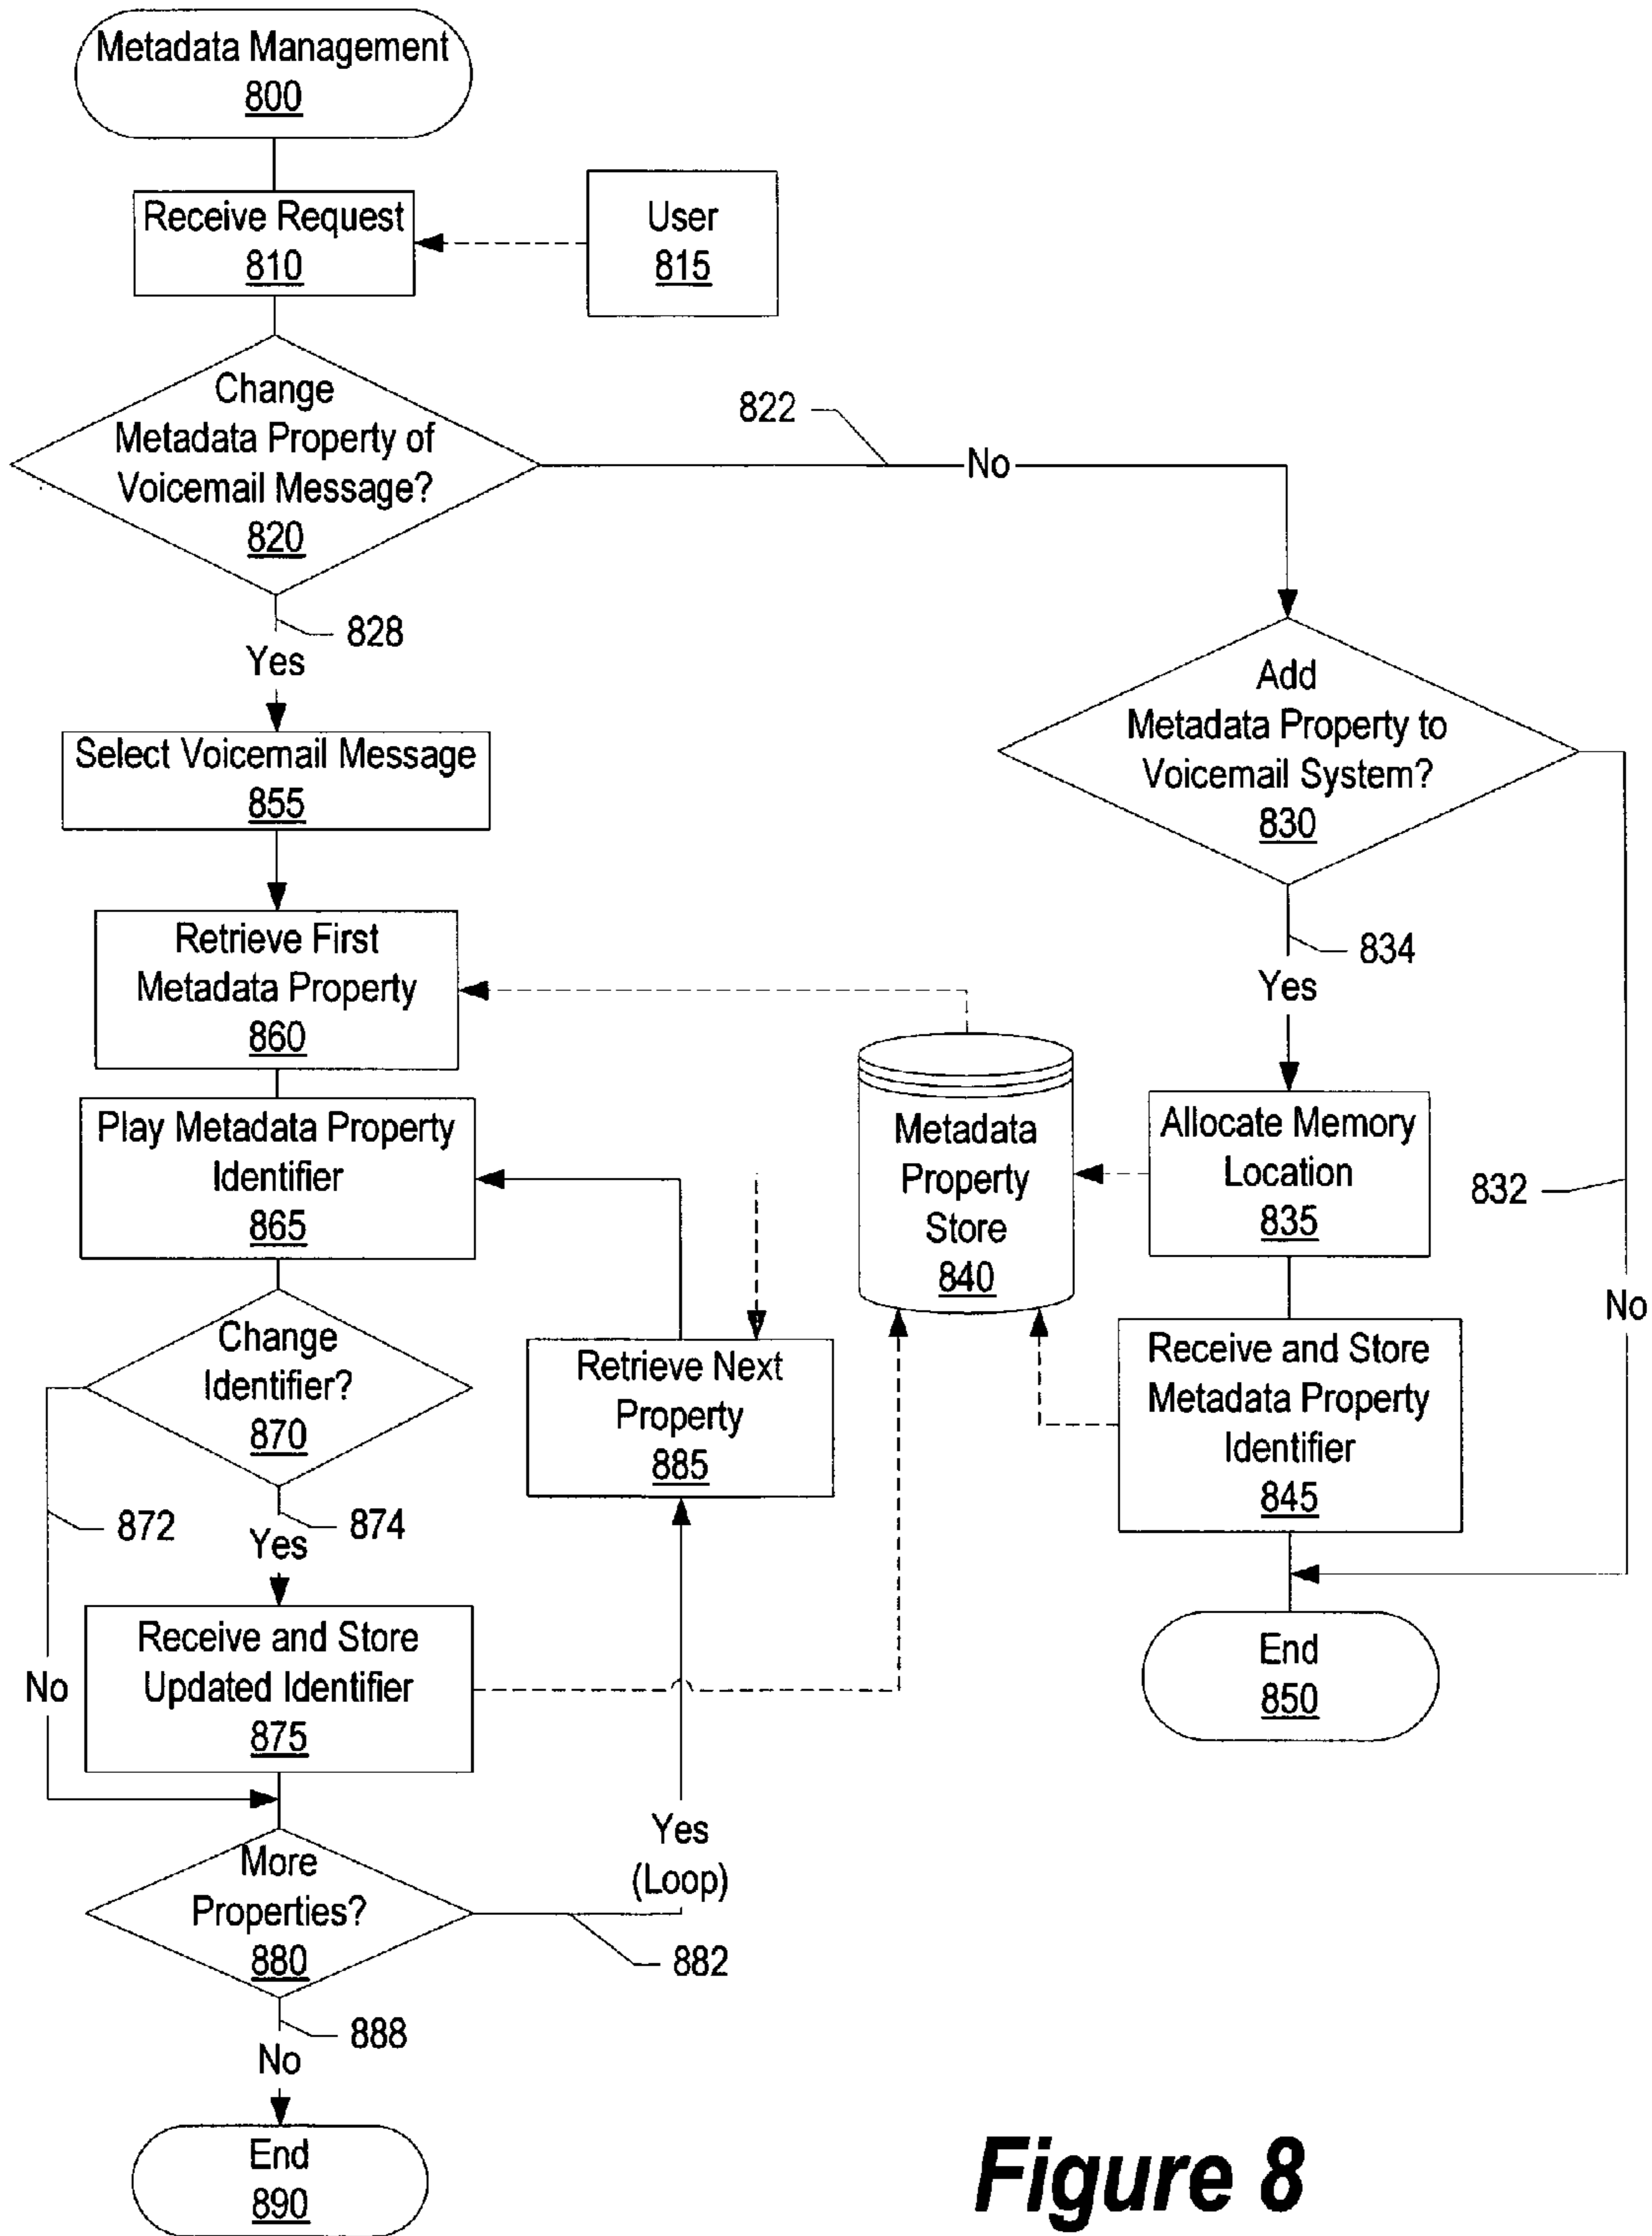 Metadata Management
800
Receive Request
810
User
815
Change
Metadata Property of
Voicemail Message?
820
822
No
828
Yes
Add
Metadata Property to
Voicemail System?
830
Select Voicemail Message
855
834
Yes
832
No
Retrieve First
Metadata Property
860
Metadata
Property
Store
840
Allocate Memory
Location
835
Play Metadata Property
Identifier
865
Change
Identifier?
870
Retrieve Next
Property
885
Receive and Store
Metadata Property
Identifier
845
872
874
Yes
No
Receive and Store
Updated Identifier
875
End
850
Yes
(Loop)
More
Properties?
880
882
888
No
End
890
Figure 8